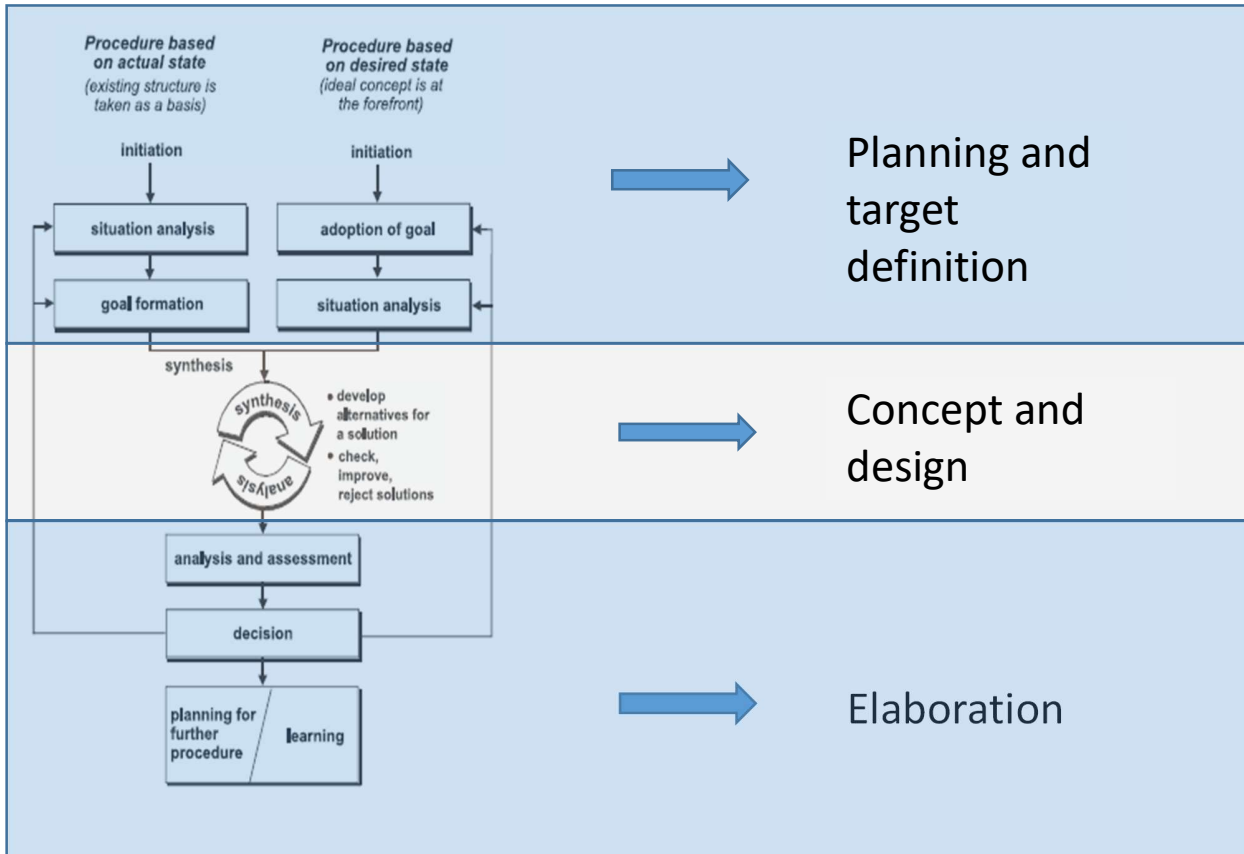 Procedure based
on actual state
(existing structure is
taken as a basis)
Procedure based
on desired state
(ideal concept is at
the forefront)
initiation
initiation
situation analysis
adoption of goal
goal formation
situation analysis
Planning and
target
definition
synthesis
synthesis
analysis
• develop
alternatives for
a solution
• check,
improve,
reject solutions
Concept and
design
analysis and assessment
decision
planning for
further
procedure
learning
Elaboration